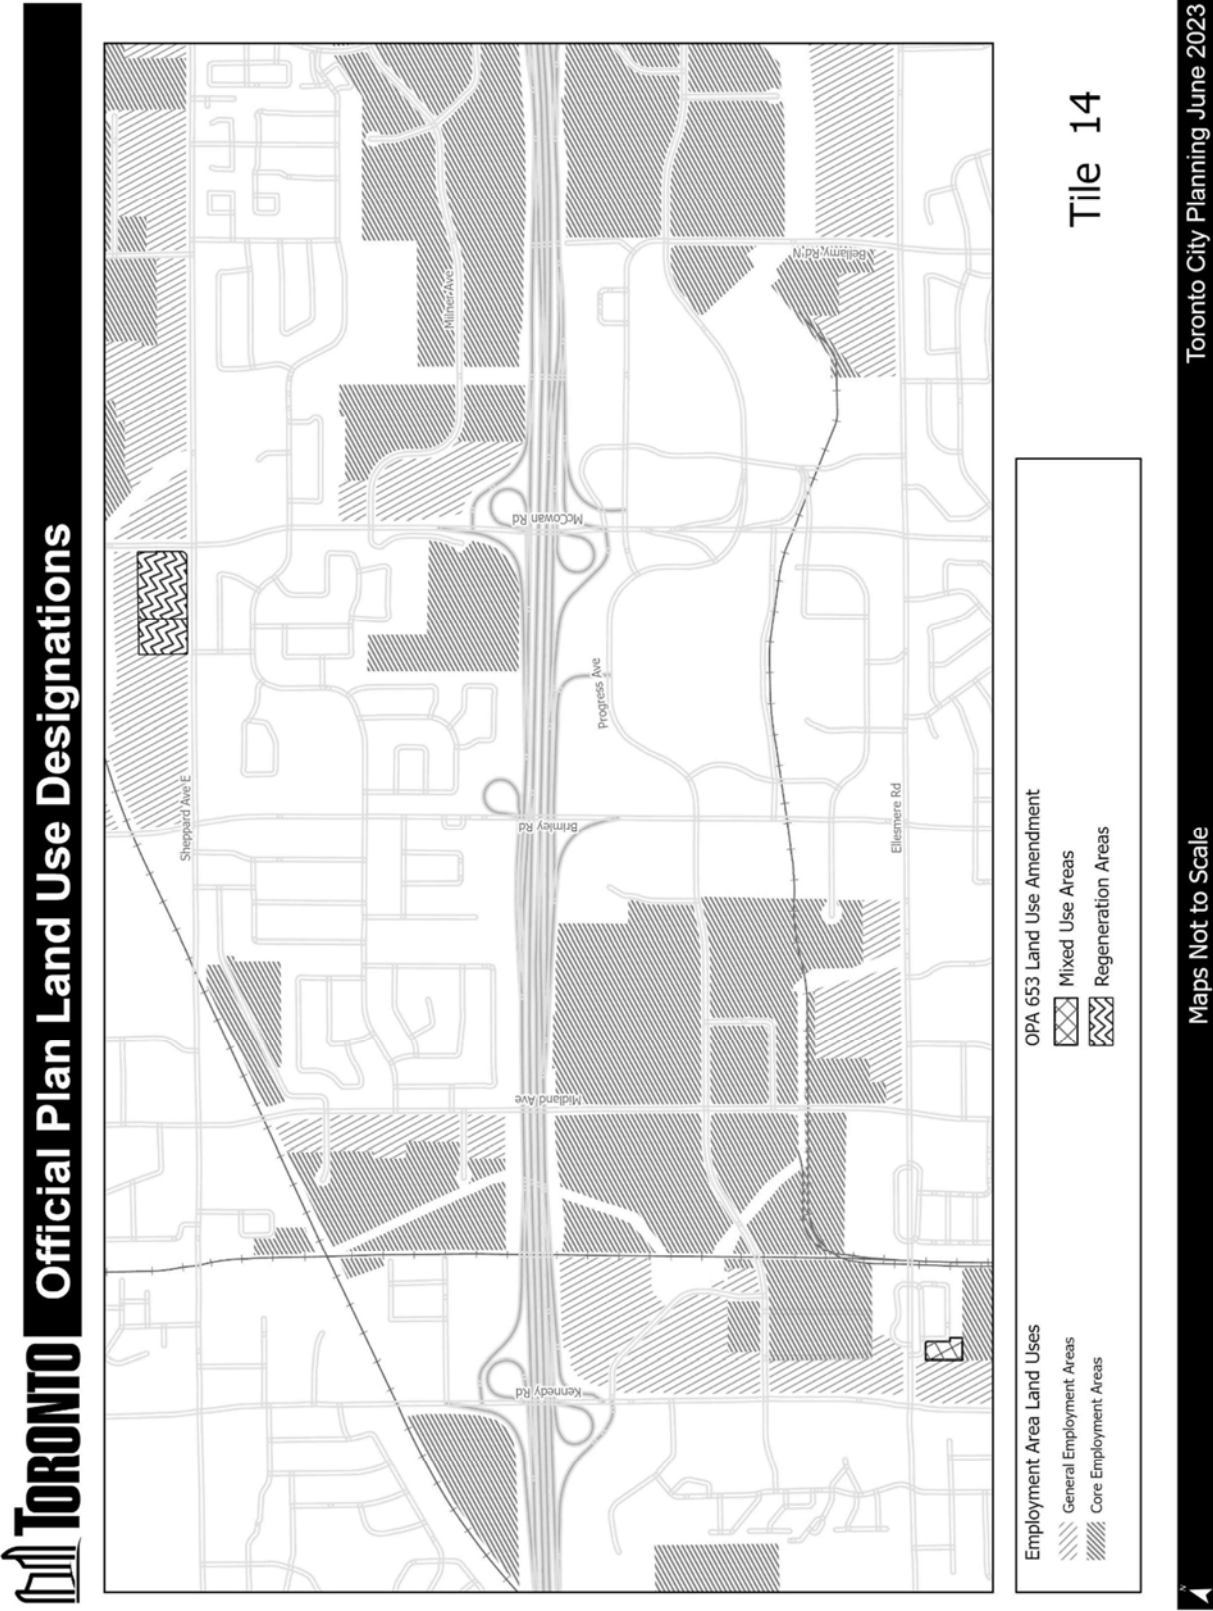 TORONTO
Official Plan Land Use Designations
Sheppard Ave E
Milner Ave
McCowan Rd
Brimley Rd
Midland Ave
Kennedy Rd
Progress Ave
Bellamy Rd N
Ellesmere Rd
Employment Area Land Uses
General Employment Areas
Core Employment Areas
OPA 653 Land Use Amendment
Mixed Use Areas
Regeneration Areas
Tile 14
N
Maps Not to Scale
Toronto City Planning June 2023